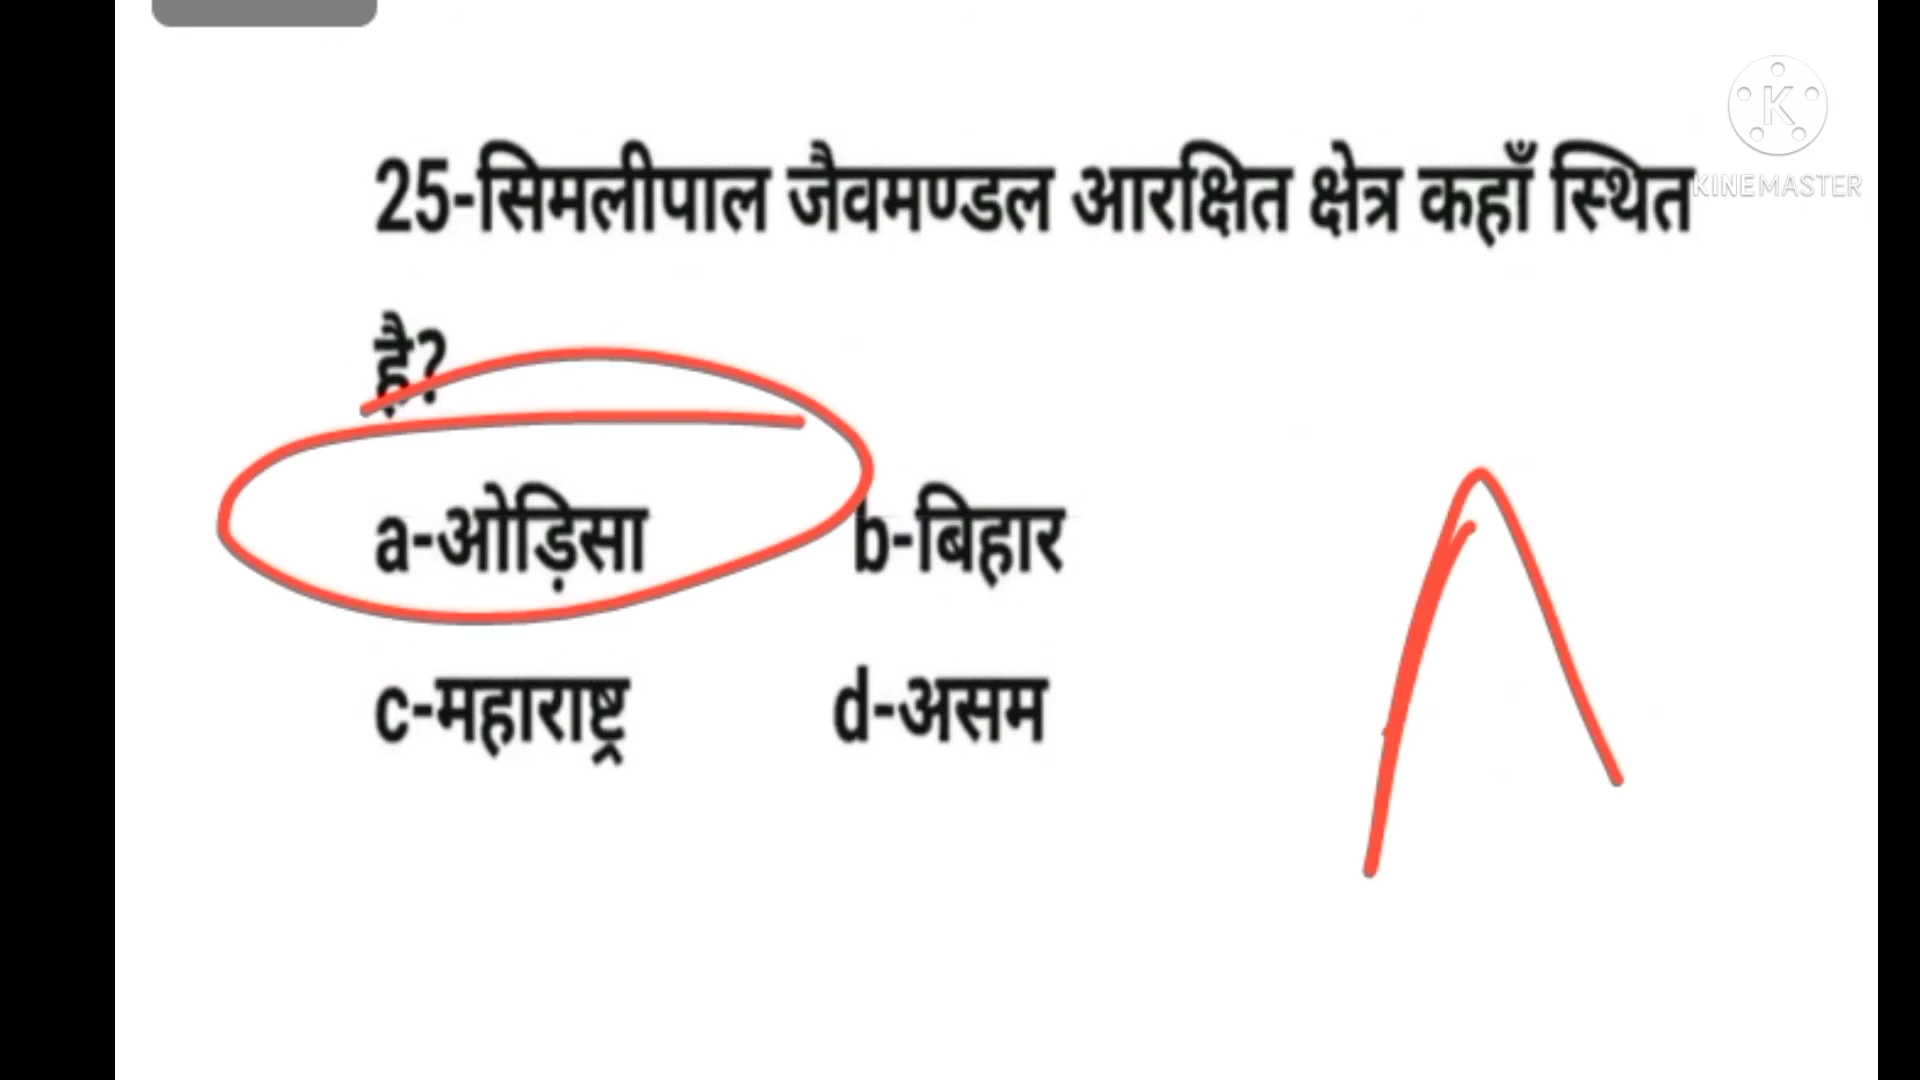 25-सिमलीपाल जैवमण्डल आरक्षित क्षेत्र कहाँ स्थित
है?
a-ओड़िसा b-बिहार
c-महाराष्ट्र d-असम
K
KINEMASTER